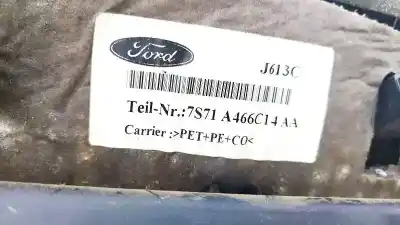 Ford
J613C
Teil-Nr.:7S71 A466C14 AA
Carrier :>PET+PE+CO<